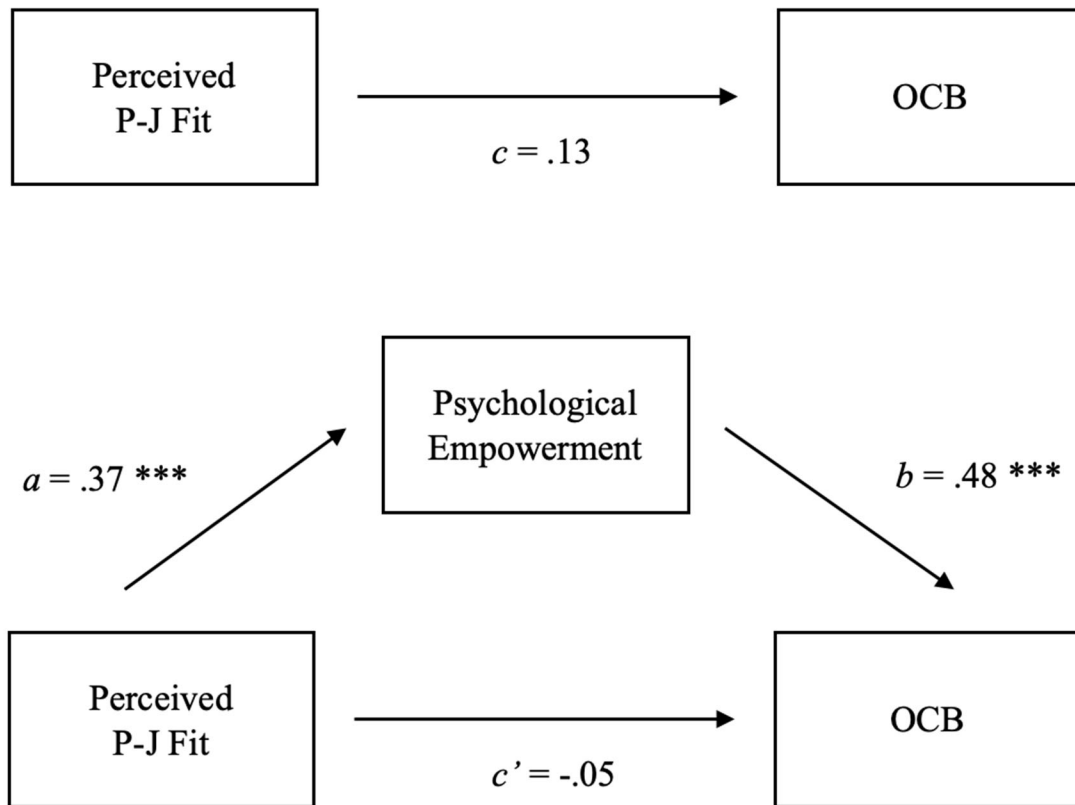 Perceived
P-J Fit
OCB
c = .13
Psychological
Empowerment
a = .37 ***
b = .48 ***
Perceived
P-J Fit
OCB
c’ = -.05